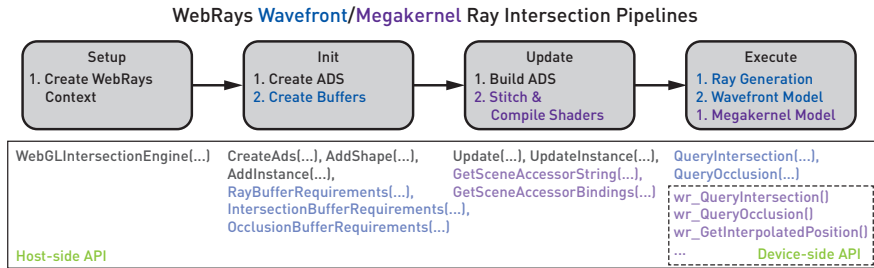 WebRays Wavefront/Megakernel Ray Intersection Pipelines
Setup
1. Create WebRays
Context
Init
1. Create ADS
2. Create Buffers
Update
1. Build ADS
2. Stitch &
Compile Shaders
Execute
1. Ray Generation
2. Wavefront Model
1. Megakernel Model
WebGLIntersectionEngine(...)
CreateAds(...), AddShape(...),
AddInstance(...),
RayBufferRequirements(...),
IntersectionBufferRequirements(...),
OcclusionBufferRequirements(...)
Update(...), UpdateInstance(...),
GetSceneAccessorString(...),
GetSceneAccessorBindings(...)
QueryIntersection(...),
QueryOcclusion(...)
wr_QueryIntersection()
wr_QueryOcclusion()
wr_GetInterpolatedPosition()
...
Host-side API
Device-side API